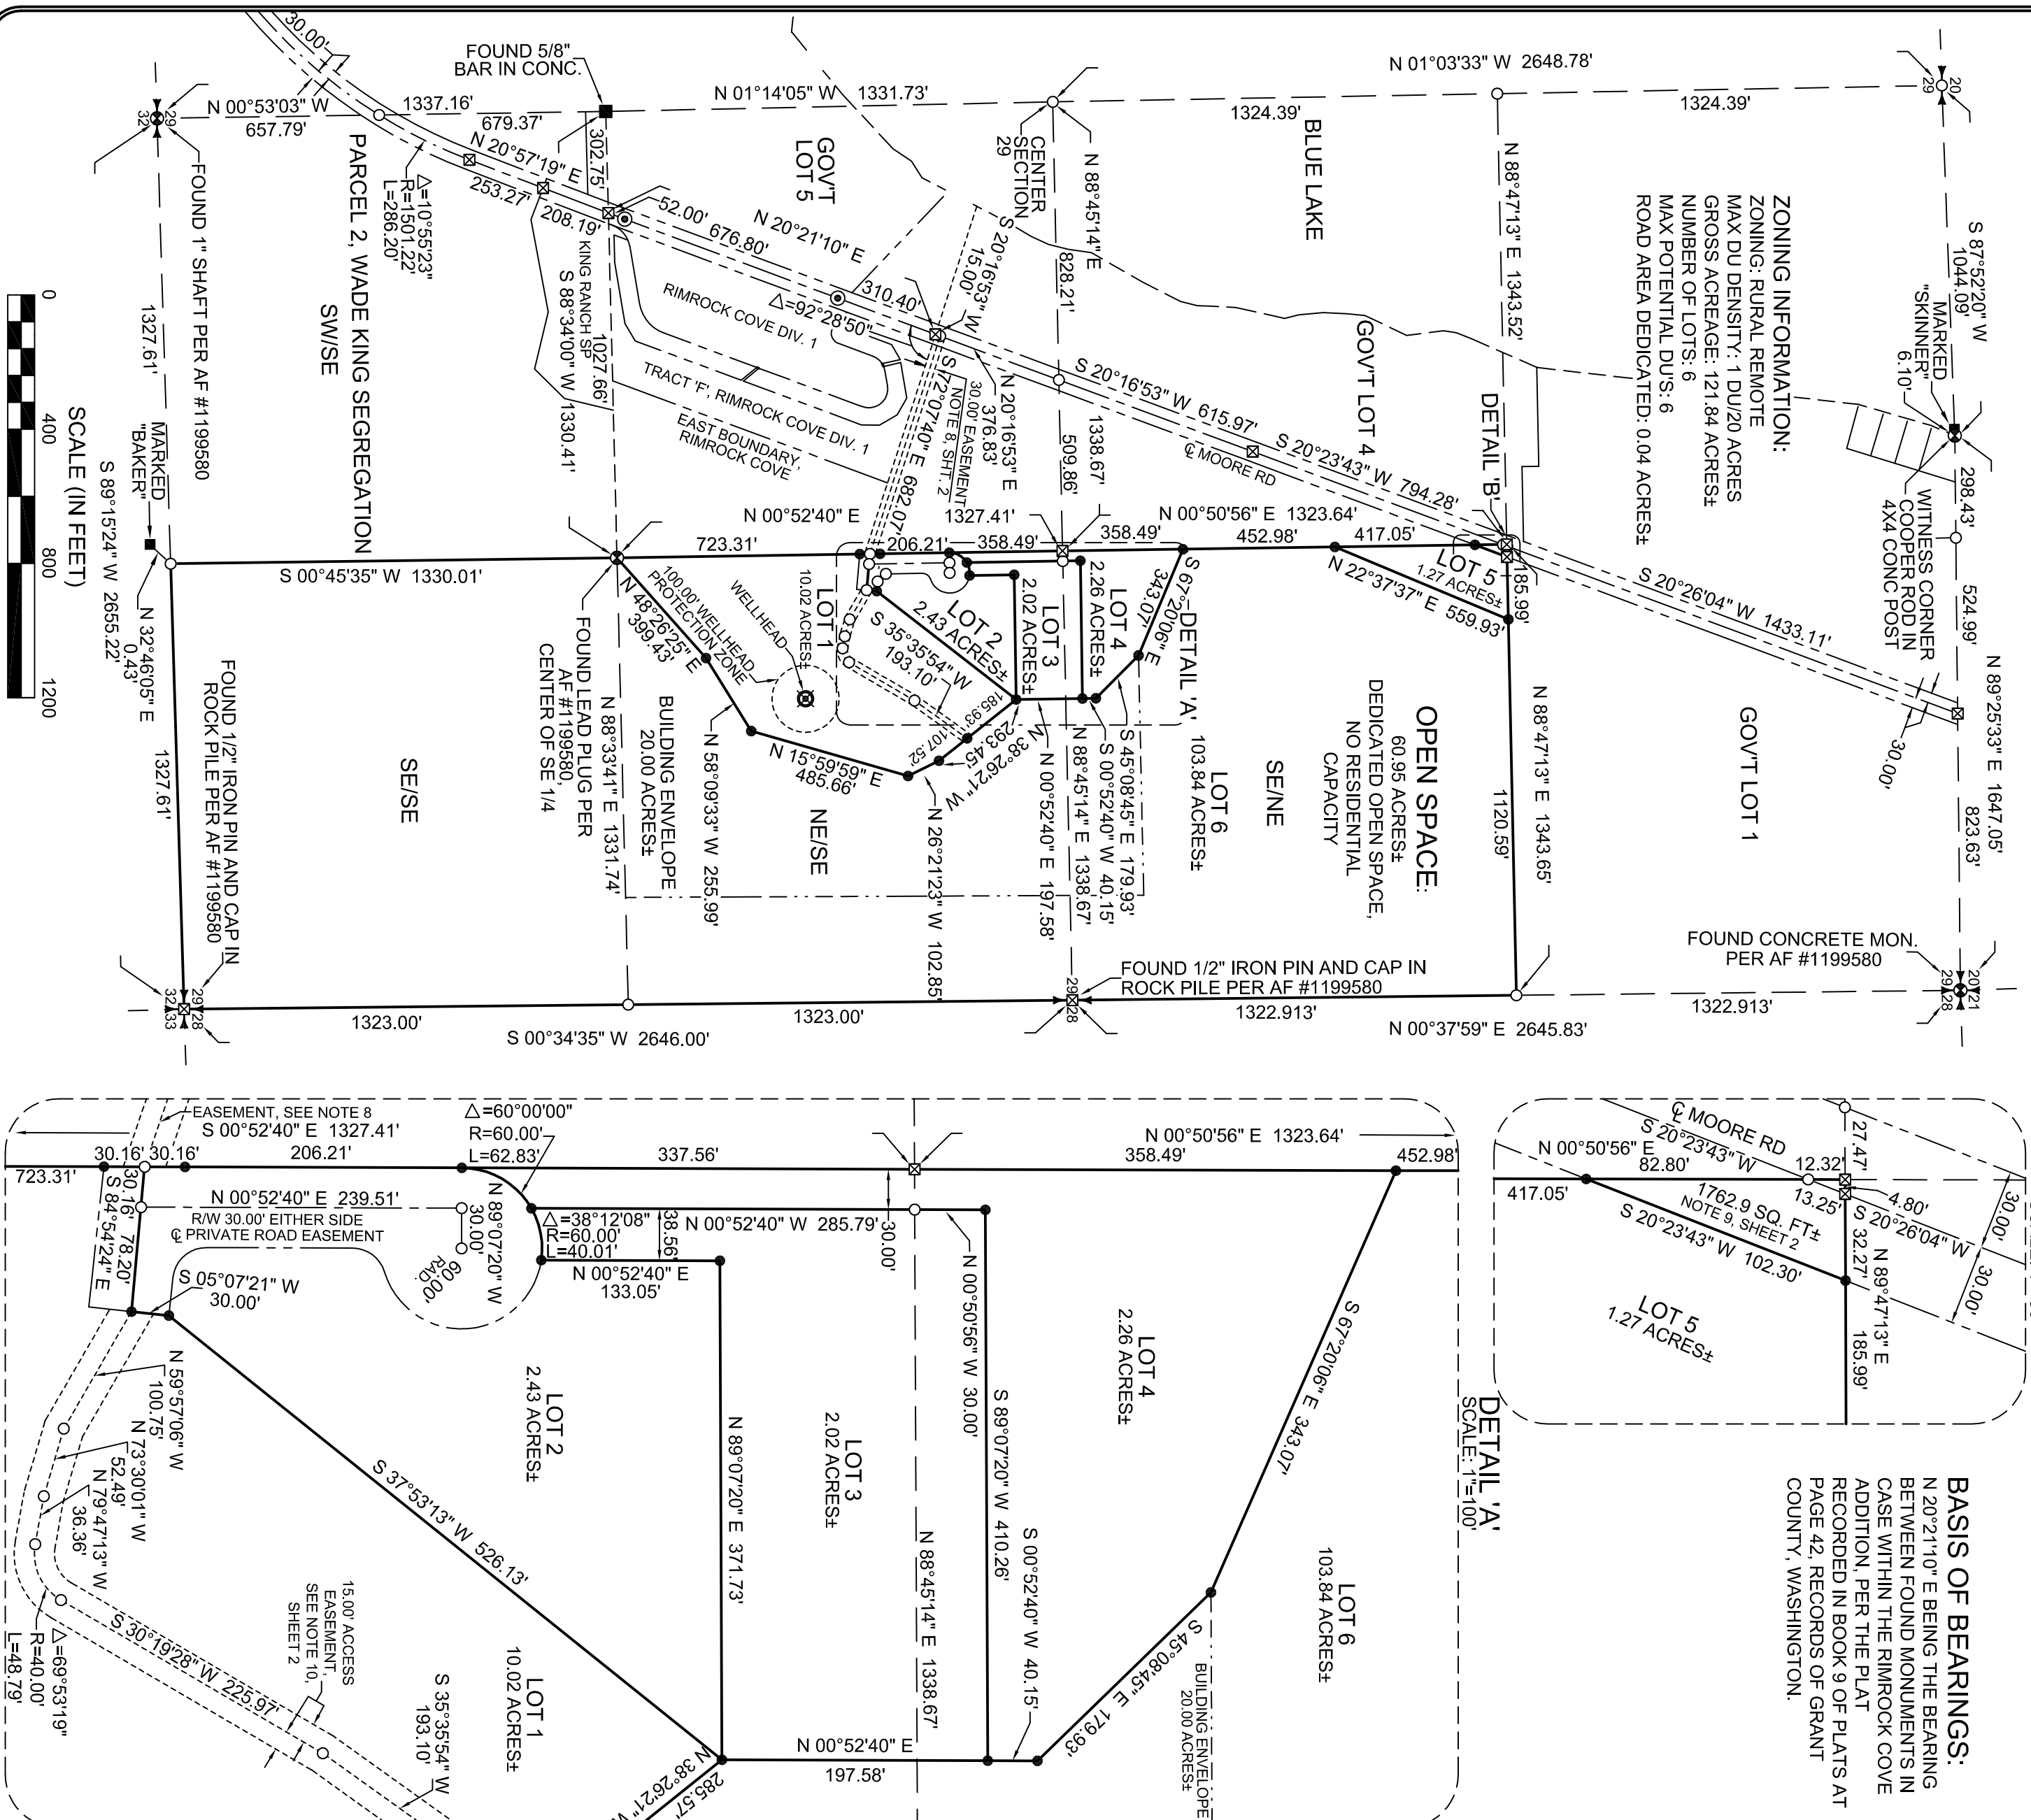 30.00'
FOUND 5/8"
BAR IN CONC.
N 01°14'05" W 1331.73'
N 01°03'33" W 2648.78'
N 00°53'03" W
1337.16'
657.79'
679.37'
1324.39'
1324.39'
29
32
20
29
S 87°52'20" W
1044.09'
MARKED
"SKINNER"
6.10'
298.43'
WITNESS CORNER
COOPER ROD IN
4X4 CONC POST
524.99'
N 89°25'33" E 1647.05'
823.63'
ZONING INFORMATION:
ZONING: RURAL REMOTE
MAX DU DENSITY: 1 DU/20 ACRES
GROSS ACREAGE: 121.84 ACRES±
NUMBER OF LOTS: 6
MAX POTENTIAL DU'S: 6
ROAD AREA DEDICATED: 0.04 ACRES±
BLUE LAKE
N 88°47'13" E 1343.52'
CENTER
SECTION
29
N 88°45'14"E
828.21'
GOV'T
LOT 5
302.75'
N 20°57'19" E
253.27'
208.19'
△=10°55'23"
R=1501.22'
L=286.20'
FOUND 1" SHAFT PER AF #1199580
PARCEL 2, WADE KING SEGREGATION
SW/SE
52.00'
676.80'
N 20°21'10" E
310.40'
△=92°28'50"
S 20°16'53" W
15.00'
RIMROCK COVE DIV. 1
TRACT 'F', RIMROCK COVE DIV. 1
EAST BOUNDARY,
RIMROCK COVE
KING RANCH SP
1027.66'
S 88°34'00" W 1330.41'
S 72°07'40" E 682.07'
30.00' EASEMENT
NOTE 8, SHT. 2
N 20°16'53" E
376.83'
GOV'T LOT 4
S 20°16'53" W 615.97'
S 20°23'43" W 794.28'
℄ MOORE RD
1338.67'
509.86'
DETAIL 'B'
S 20°26'04" W 1433.11'
30.00'
GOV'T LOT 1
1327.61'
0 400 800 1200
SCALE (IN FEET)
MARKED
"BAKER"
S 89°15'24" W 2655.22'
N 32°46'05" E
0.43'
S 00°45'35" W 1330.01'
N 00°52'40" E
1327.41'
723.31'
206.21'
358.49'
358.49'
N 00°50'56" E 1323.64'
452.98'
417.05'
185.99'
LOT 5
1.27 ACRES±
N 22°37'37" E 559.93'
S 67°20'06" E
343.07'
LOT 4
2.26 ACRES±
LOT 3
2.02 ACRES±
LOT 2
2.43 ACRES±
LOT 1
10.02 ACRES±
S 35°35'54" W
193.10'
WELLHEAD
100.00' WELLHEAD
PROTECTION ZONE
N 48°26'25" E
399.43'
FOUND LEAD PLUG PER
AF #1199580,
CENTER OF SE 1/4
N 88°33'41" E 1331.74'
BUILDING ENVELOPE
20.00 ACRES±
N 58°09'33" W 255.99'
N 15°59'59" E
485.66'
NE/SE
185.93'
107.52'
N 38°26'21" W
293.45'
N 26°21'23" W 102.85'
N 00°52'40" E 197.58'
N 88°45'14" E 1338.67'
S 00°52'40" W 40.15'
S 45°08'45" E 179.93'
DETAIL 'A'
LOT 6
103.84 ACRES±
SE/NE
OPEN SPACE:
60.95 ACRES±
DEDICATED OPEN SPACE,
NO RESIDENTIAL
CAPACITY
N 88°47'13" E 1343.65'
1120.59'
SE/SE
FOUND 1/2" IRON PIN AND CAP IN
ROCK PILE PER AF #1199580
1327.61'
29 28
32 33
1323.00'
S 00°34'35" W 2646.00'
1323.00'
29 28
FOUND 1/2" IRON PIN AND CAP IN
ROCK PILE PER AF #1199580
1322.913'
N 00°37'59" E 2645.83'
1322.913'
FOUND CONCRETE MON.
PER AF #1199580
20 21
29 28
EASEMENT, SEE NOTE 8
S 00°52'40" E 1327.41'
30.16' 30.16'
206.21'
723.31'
△=60°00'00"
R=60.00'
L=62.83'
337.56'
N 00°50'56" E 1323.64'
358.49'
452.98'
30.16'
78.20'
S 84°54'24" E
N 00°52'40" E 239.51'
R/W 30.00' EITHER SIDE
℄ PRIVATE ROAD EASEMENT
N 89°07'20" W
30.00'
60.00'
RAD.
△=38°12'08"
R=60.00'
L=40.01'
38.56'
N 00°52'40" W 285.79'
30.00'
N 00°52'40" E
133.05'
S 05°07'21" W
30.00'
N 00°50'56" W 30.00'
S 89°07'20" W 410.26'
LOT 4
2.26 ACRES±
S 67°20'06" E 343.07'
LOT 2
2.43 ACRES±
N 89°07'20" E 371.73'
LOT 3
2.02 ACRES±
N 88°45'14" E 1338.67'
S 00°52'40" W 40.15'
S 45°08'45" E 179.93'
LOT 6
103.84 ACRES±
BUILDING ENVELOPE
20.00 ACRES±
N 59°57'06" W
100.75'
N 73°30'01" W
52.49'
N 79°47'13" W
36.36'
S 37°53'13" W 526.13'
15.00' ACCESS
EASEMENT,
SEE NOTE 10,
SHEET 2
S 30°19'28" W 225.97'
△=69°53'19"
R=40.00'
L=48.79'
S 35°35'54" W
193.10'
LOT 1
10.02 ACRES±
N 38°26'21" W
285.57'
N 00°52'40" E
197.58'
DETAIL 'A'
SCALE: 1"=100'
℄ MOORE RD
S 20°23'43" W
N 00°50'56" E
82.80'
12.32'
27.47'
417.05'
1762.9 SQ. FT±
NOTE 9, SHEET 2
13.25'
4.80'
S 20°26'04" W
30.00'
30.00'
S 20°23'43" W 102.30'
32.27'
N 89°47'13" E
185.99'
LOT 5
1.27 ACRES±
BASIS OF BEARINGS:
N 20°21'10" E BEING THE BEARING
BETWEEN FOUND MONUMENTS IN
CASE WITHIN THE RIMROCK COVE
ADDITION, PER THE PLAT
RECORDED IN BOOK 9 OF PLATS AT
PAGE 42, RECORDS OF GRANT
COUNTY, WASHINGTON.